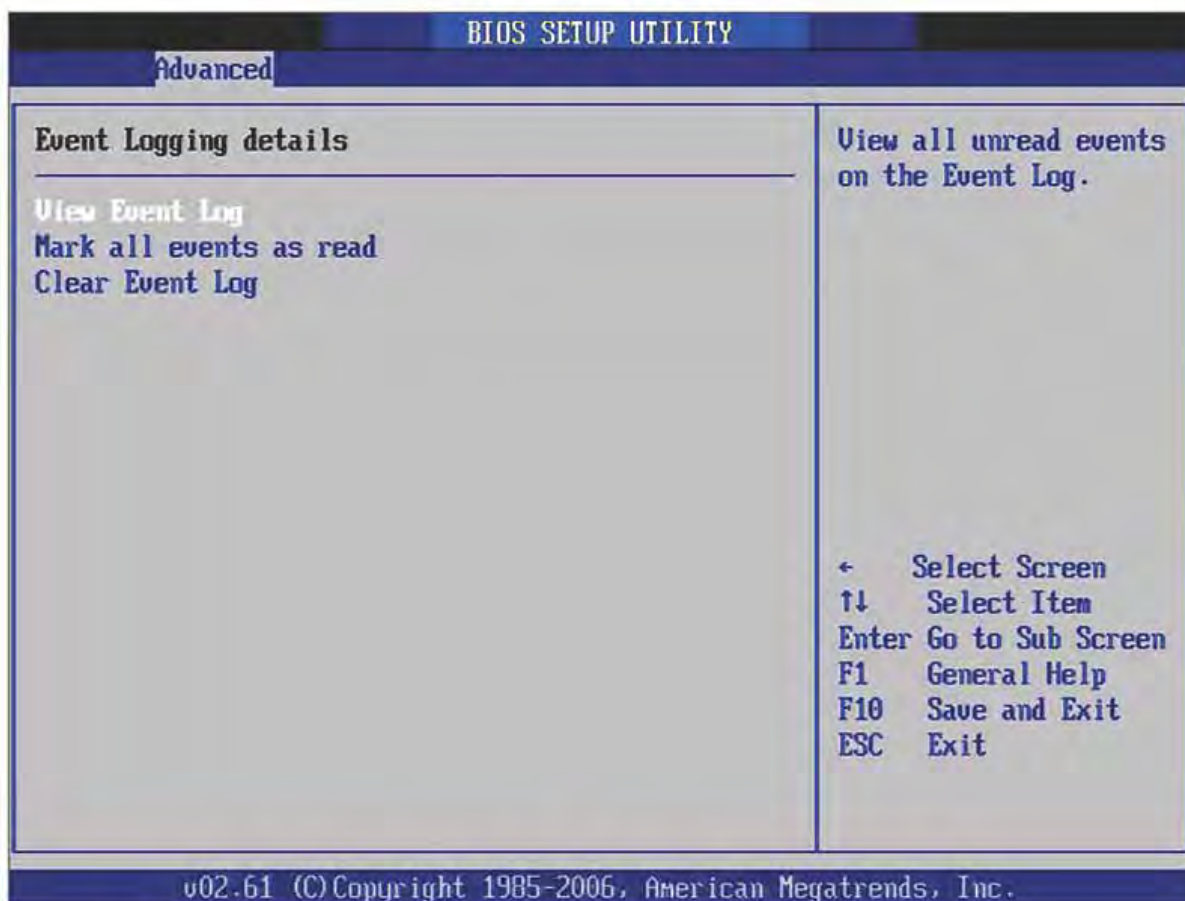 BIOS SETUP UTILITY
Advanced
Event Logging details
View Event Log
Mark all events as read
Clear Event Log
View all unread events
on the Event Log.
← Select Screen
↑↓ Select Item
Enter Go to Sub Screen
F1 General Help
F10 Save and Exit
ESC Exit
v02.61 (C)Copyright 1985-2006, American Megatrends, Inc.